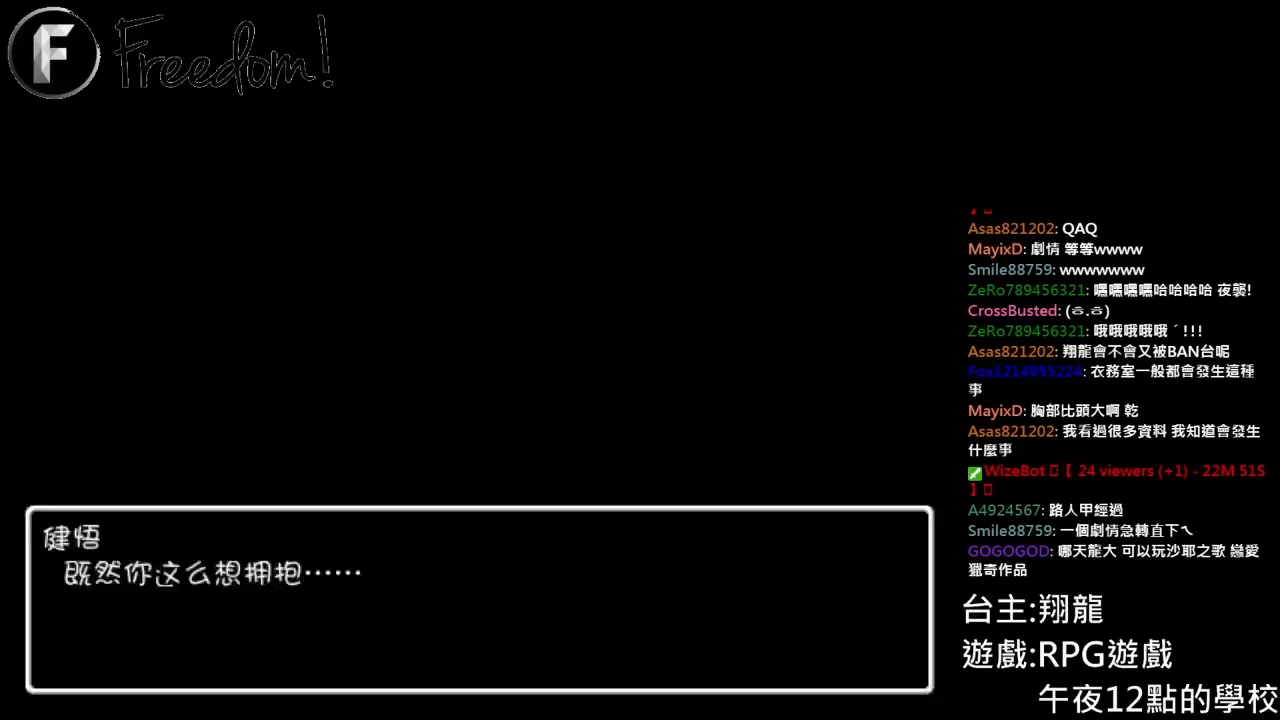 F Freedom!
】▯
Asas821202: QAQ
MayixD: 劇情 等等wwww
Smile88759: wwwwwww
ZeRo789456321: 嘿嘿嘿嘿哈哈哈哈 夜襲!
CrossBusted: (ㅎ.ㅎ)
ZeRo789456321: 哦哦哦哦哦 ˊ!!!
Asas821202: 翔龍會不會又被BAN台呢
Fox1214955224: 衣務室一般都會發生這種
事
MayixD: 胸部比頭大啊 乾
Asas821202: 我看過很多資料 我知道會發生
什麼事
WizeBot ▯【 24 viewers (+1) - 22M 51S
】▯
A4924567: 路人甲經過
Smile88759: 一個劇情急轉直下ㄟ
GOGOGOD: 哪天龍大 可以玩沙耶之歌 戀愛
獵奇作品
健悟
既然你这么想拥抱……
台主:翔龍
遊戲:RPG遊戲
午夜12點的學校